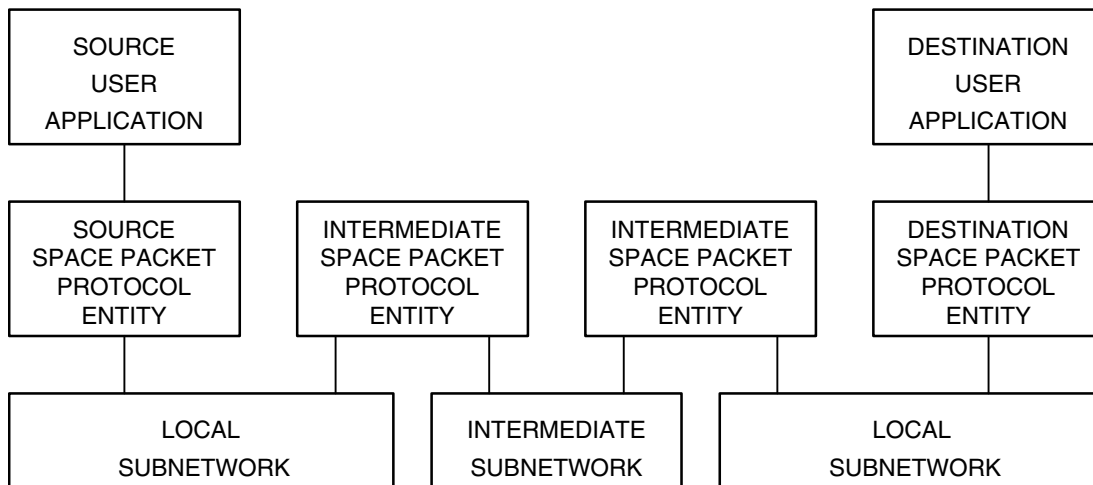 SOURCE
USER
APPLICATION
DESTINATION
USER
APPLICATION
SOURCE
SPACE PACKET
PROTOCOL
ENTITY
INTERMEDIATE
SPACE PACKET
PROTOCOL
ENTITY
INTERMEDIATE
SPACE PACKET
PROTOCOL
ENTITY
DESTINATION
SPACE PACKET
PROTOCOL
ENTITY
LOCAL
SUBNETWORK
INTERMEDIATE
SUBNETWORK
LOCAL
SUBNETWORK